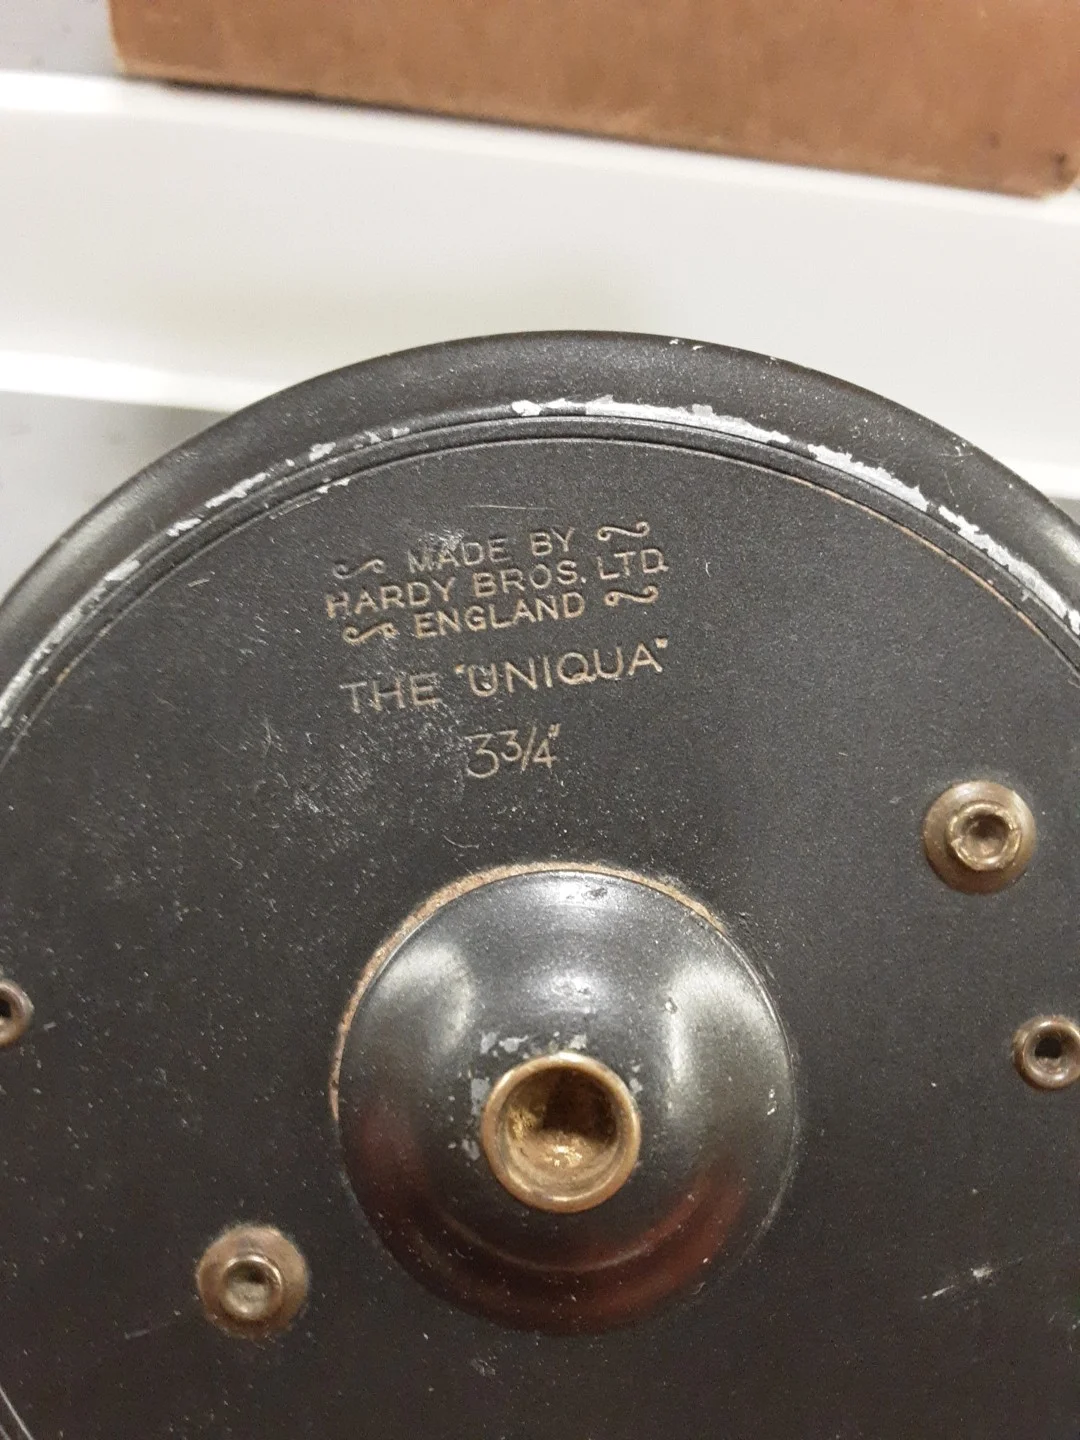 MADE BY
HARDY BROS. LTD.
ENGLAND
THE "UNIQUA"
3¾"